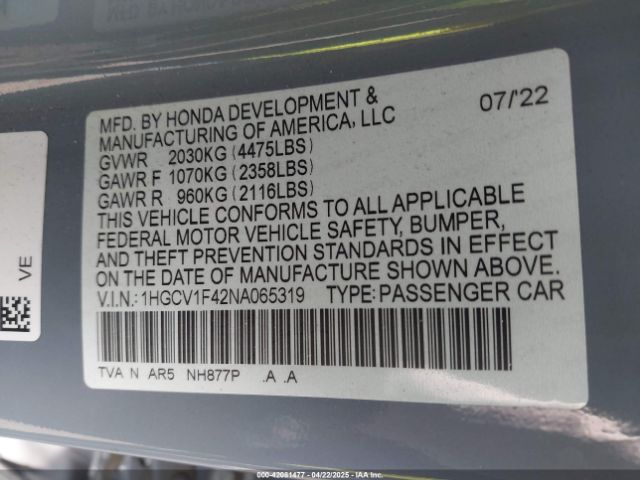 MFD. BY HONDA DEVELOPMENT & 07/'22
MANUFACTURING OF AMERICA, LLC
GVWR 2030KG (4475LBS)
GAWR F 1070KG (2358LBS)
GAWR R 960KG (2116LBS)
THIS VEHICLE CONFORMS TO ALL APPLICABLE
FEDERAL MOTOR VEHICLE SAFETY, BUMPER,
AND THEFT PREVENTION STANDARDS IN EFFECT
ON THE DATE OF MANUFACTURE SHOWN ABOVE.
V.I.N.:1HGCV1F42NA065319 TYPE:PASSENGER CAR
TVA N AR5 NH877P .A .A
VE
000-42081477 - 04/22/2025 - IAAI.COM